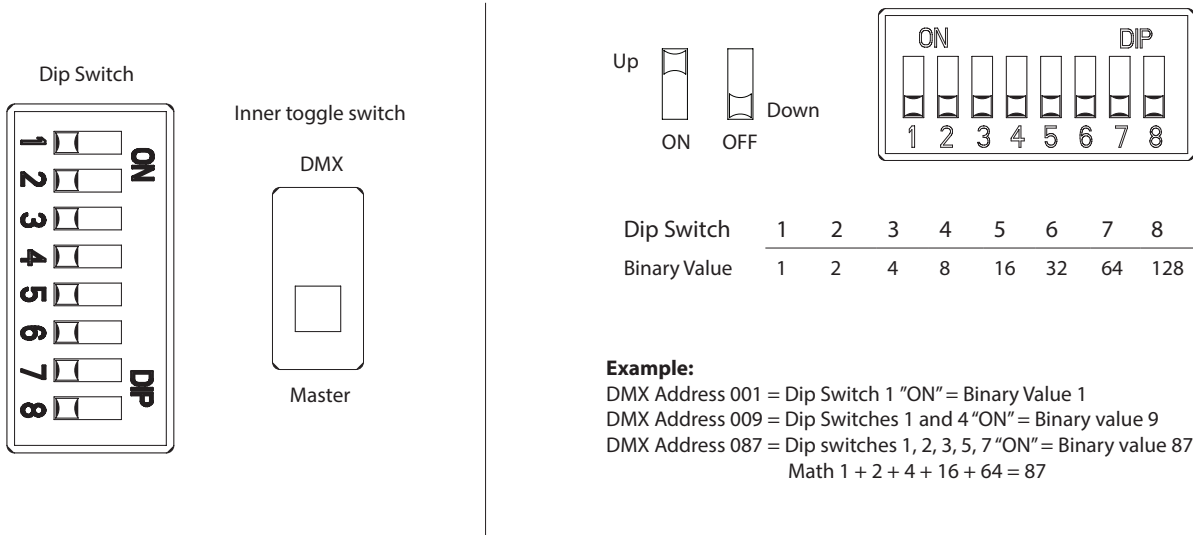 Dip Switch
ON
1
2
3
4
5
6
7
8
DIP
Inner toggle switch
DMX
Master
Up
Down
ON OFF
ON DIP
1 2 3 4 5 6 7 8
Dip Switch 1 2 3 4 5 6 7 8
Binary Value 1 2 4 8 16 32 64 128
Example:
DMX Address 001 = Dip Switch 1 ”ON” = Binary Value 1
DMX Address 009 = Dip Switches 1 and 4 “ON” = Binary value 9
DMX Address 087 = Dip switches 1, 2, 3, 5, 7 “ON” = Binary value 87
Math 1 + 2 + 4 + 16 + 64 = 87